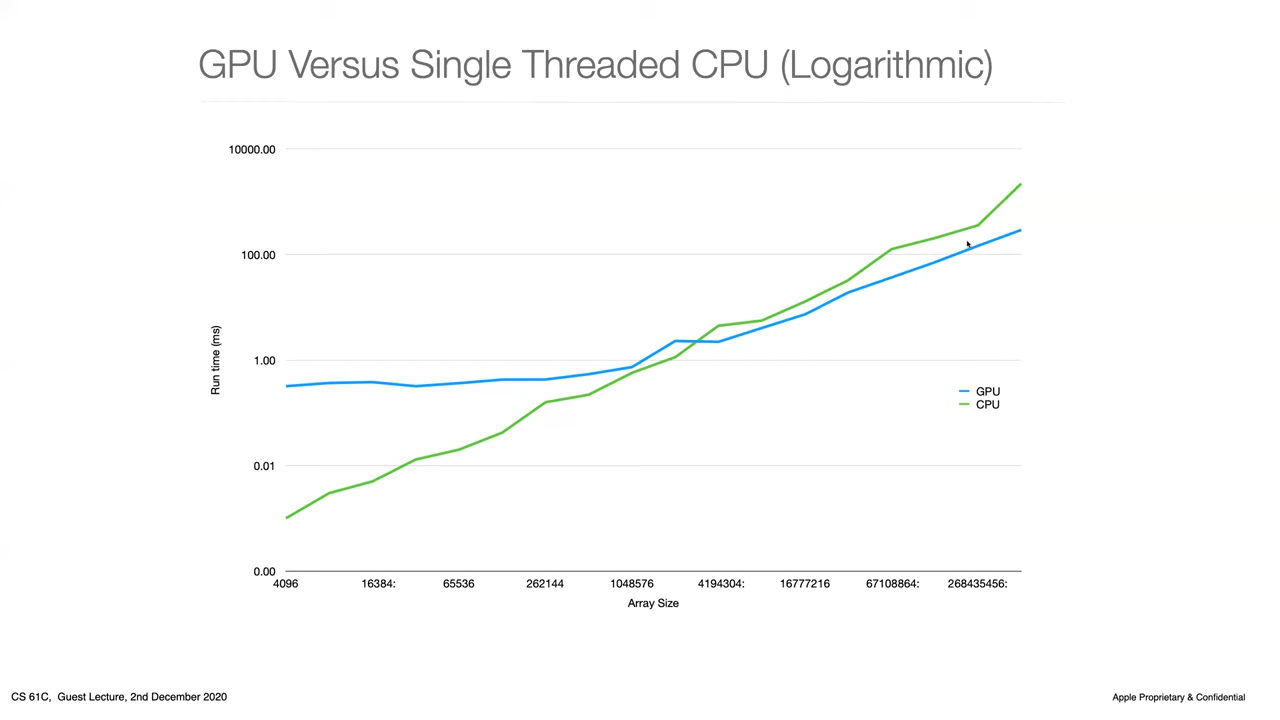 GPU Versus Single Threaded CPU (Logarithmic)
10000.00
100.00
1.00
0.01
0.00
Run time (ms)
GPU
CPU
4096 16384: 65536 262144 1048576 4194304: 16777216 67108864: 268435456:
Array Size
CS 61C, Guest Lecture, 2nd December 2020
Apple Proprietary & Confidential